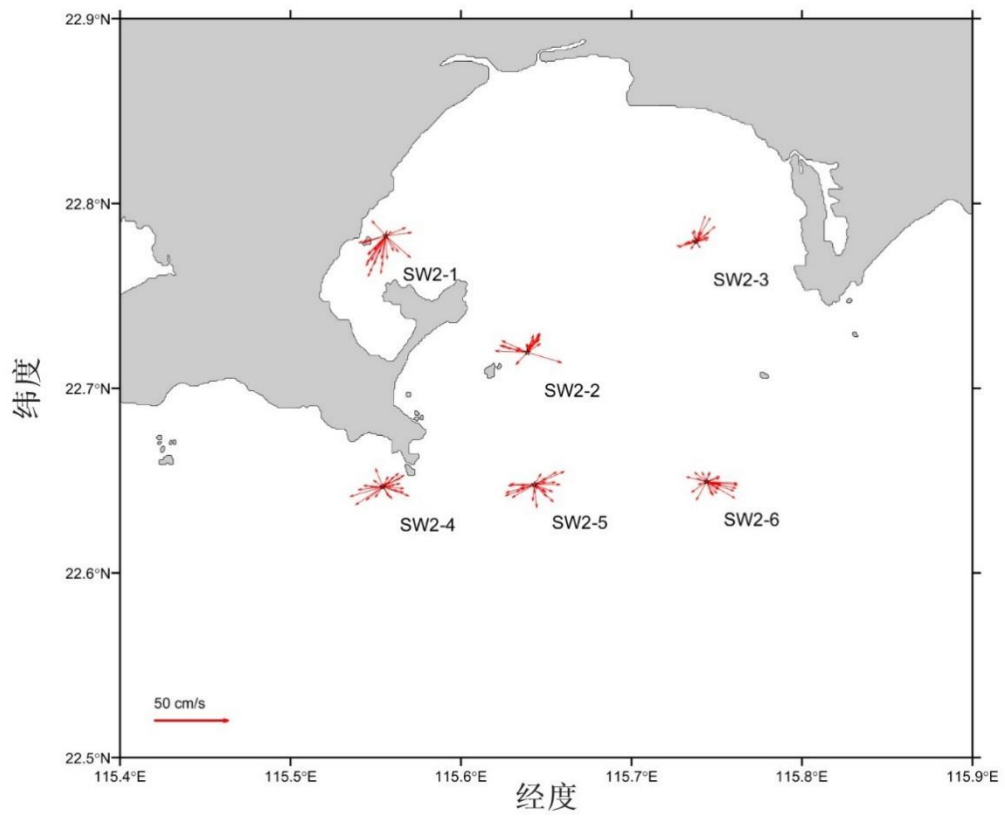 22.9°N
22.8°N
SW2-1
SW2-3
22.7°N
SW2-2
纬度
SW2-4
SW2-5
SW2-6
22.6°N
50 cm/s
22.5°N
115.4°E 115.5°E 115.6°E 115.7°E 115.8°E 115.9°E
经度